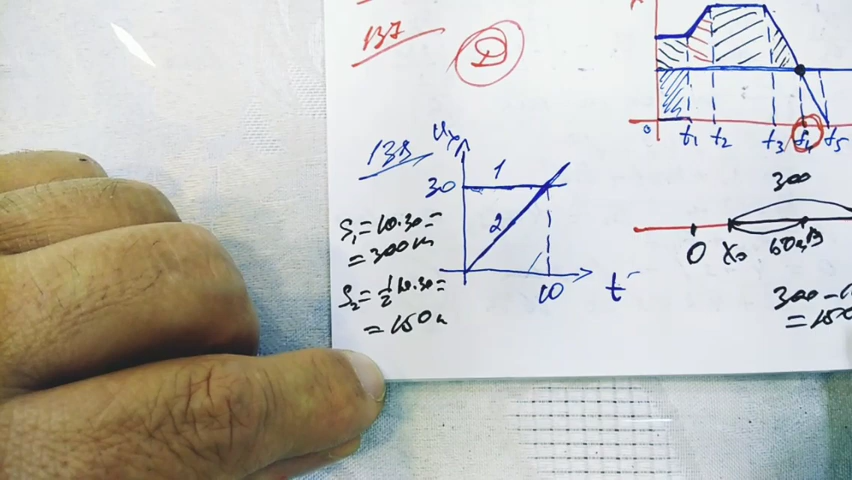 137
D
138
υₓ
30
1
2
10
t
S₁ = 10·30 =
= 300 м
S₂ = ½ 10·30 =
= 150 м
0
t₁ t₂ t₃ t₄ t₅
300
0 X₀
300 –
= 150